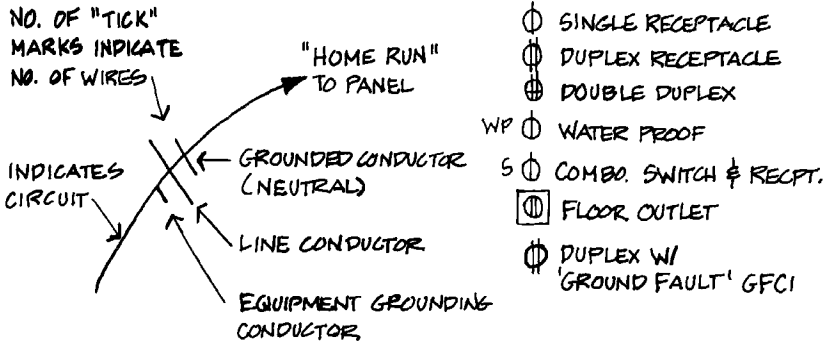 NO. OF "TICK"
MARKS INDICATE
NO. OF WIRES
"HOME RUN"
TO PANEL
INDICATES
CIRCUIT
GROUNDED CONDUCTOR
(NEUTRAL)
LINE CONDUCTOR
EQUIPMENT GROUNDING
CONDUCTOR
SINGLE RECEPTACLE
DUPLEX RECEPTACLE
DOUBLE DUPLEX
WP WATER PROOF
S COMBO. SWITCH & RECPT.
FLOOR OUTLET
DUPLEX W/
'GROUND FAULT' GFCI